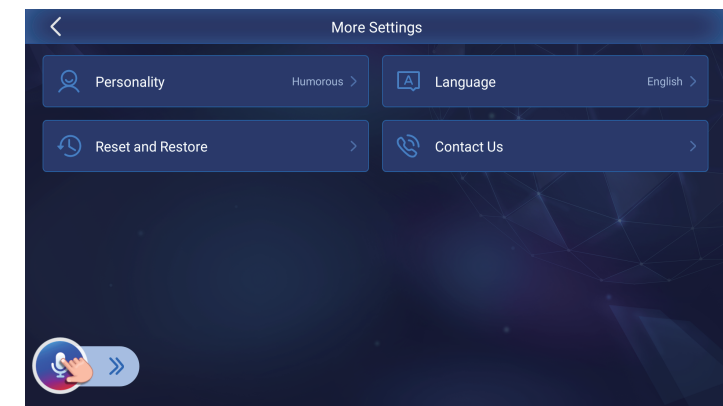 More Settings
Personality Humorous
Language English
Reset and Restore
Contact Us